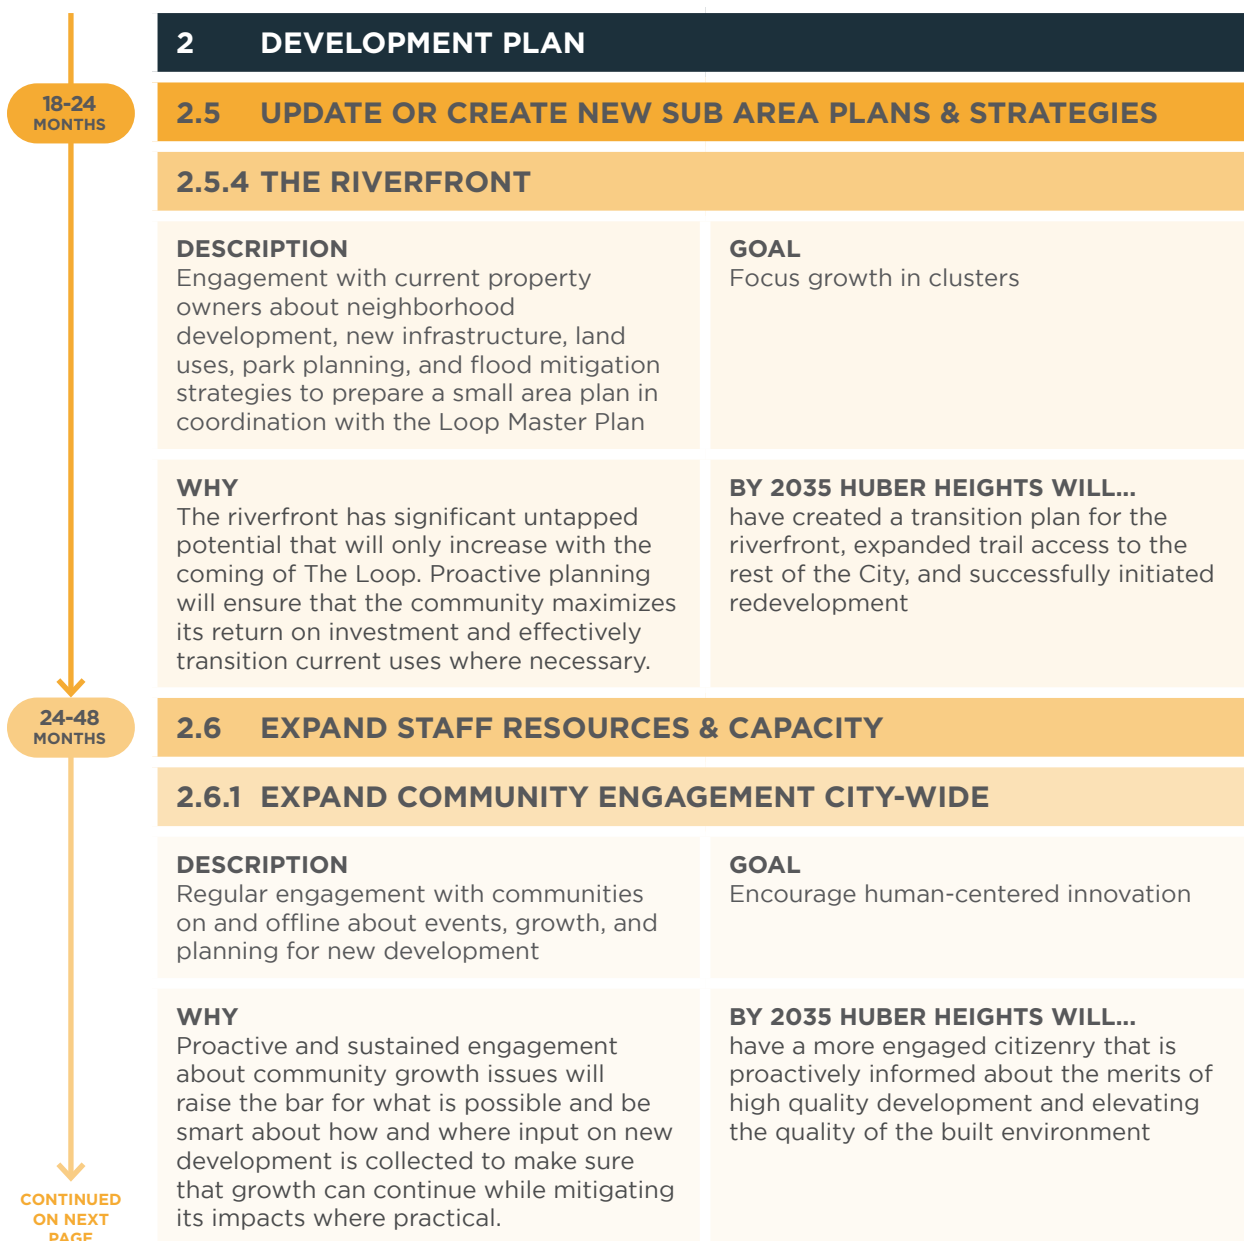 2 DEVELOPMENT PLAN
18-24
MONTHS
2.5 UPDATE OR CREATE NEW SUB AREA PLANS & STRATEGIES
2.5.4 THE RIVERFRONT
DESCRIPTION
Engagement with current property
owners about neighborhood
development, new infrastructure, land
uses, park planning, and flood mitigation
strategies to prepare a small area plan in
coordination with the Loop Master Plan
GOAL
Focus growth in clusters
WHY
The riverfront has significant untapped
potential that will only increase with the
coming of The Loop. Proactive planning
will ensure that the community maximizes
its return on investment and effectively
transition current uses where necessary.
BY 2035 HUBER HEIGHTS WILL...
have created a transition plan for the
riverfront, expanded trail access to the
rest of the City, and successfully initiated
redevelopment
24-48
MONTHS
2.6 EXPAND STAFF RESOURCES & CAPACITY
2.6.1 EXPAND COMMUNITY ENGAGEMENT CITY-WIDE
DESCRIPTION
Regular engagement with communities
on and offline about events, growth, and
planning for new development
GOAL
Encourage human-centered innovation
WHY
Proactive and sustained engagement
about community growth issues will
raise the bar for what is possible and be
smart about how and where input on new
development is collected to make sure
that growth can continue while mitigating
its impacts where practical.
BY 2035 HUBER HEIGHTS WILL...
have a more engaged citizenry that is
proactively informed about the merits of
high quality development and elevating
the quality of the built environment
CONTINUED
ON NEXT
PAGE